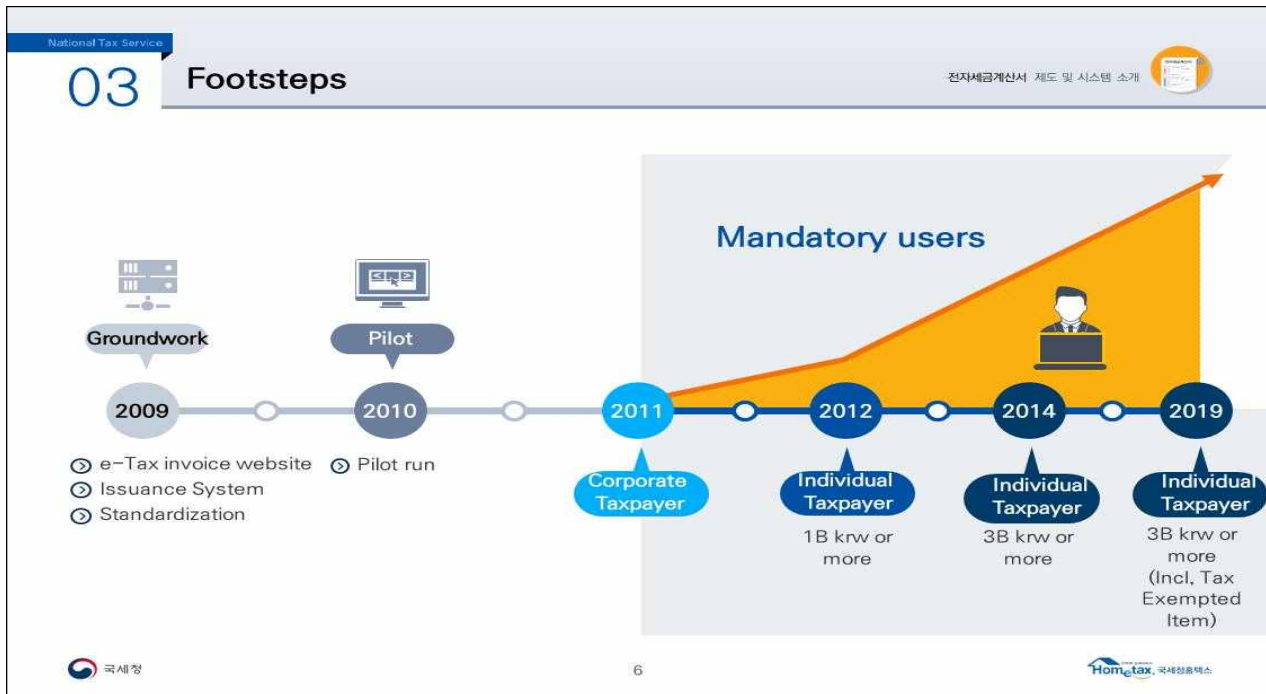 National Tax Service
03
Footsteps
전자세금계산서 제도 및 시스템 소개
Mandatory users
Groundwork
Pilot
2009
2010
2011
2012
2014
2019
e-Tax invoice website
Issuance System
Standardization
Pilot run
Corporate
Taxpayer
Individual
Taxpayer
1B krw or
more
Individual
Taxpayer
3B krw or
more
Individual
Taxpayer
3B krw or
more
(Incl, Tax
Exempted
Item)
국세청
6
Hometax. 국세청홈택스